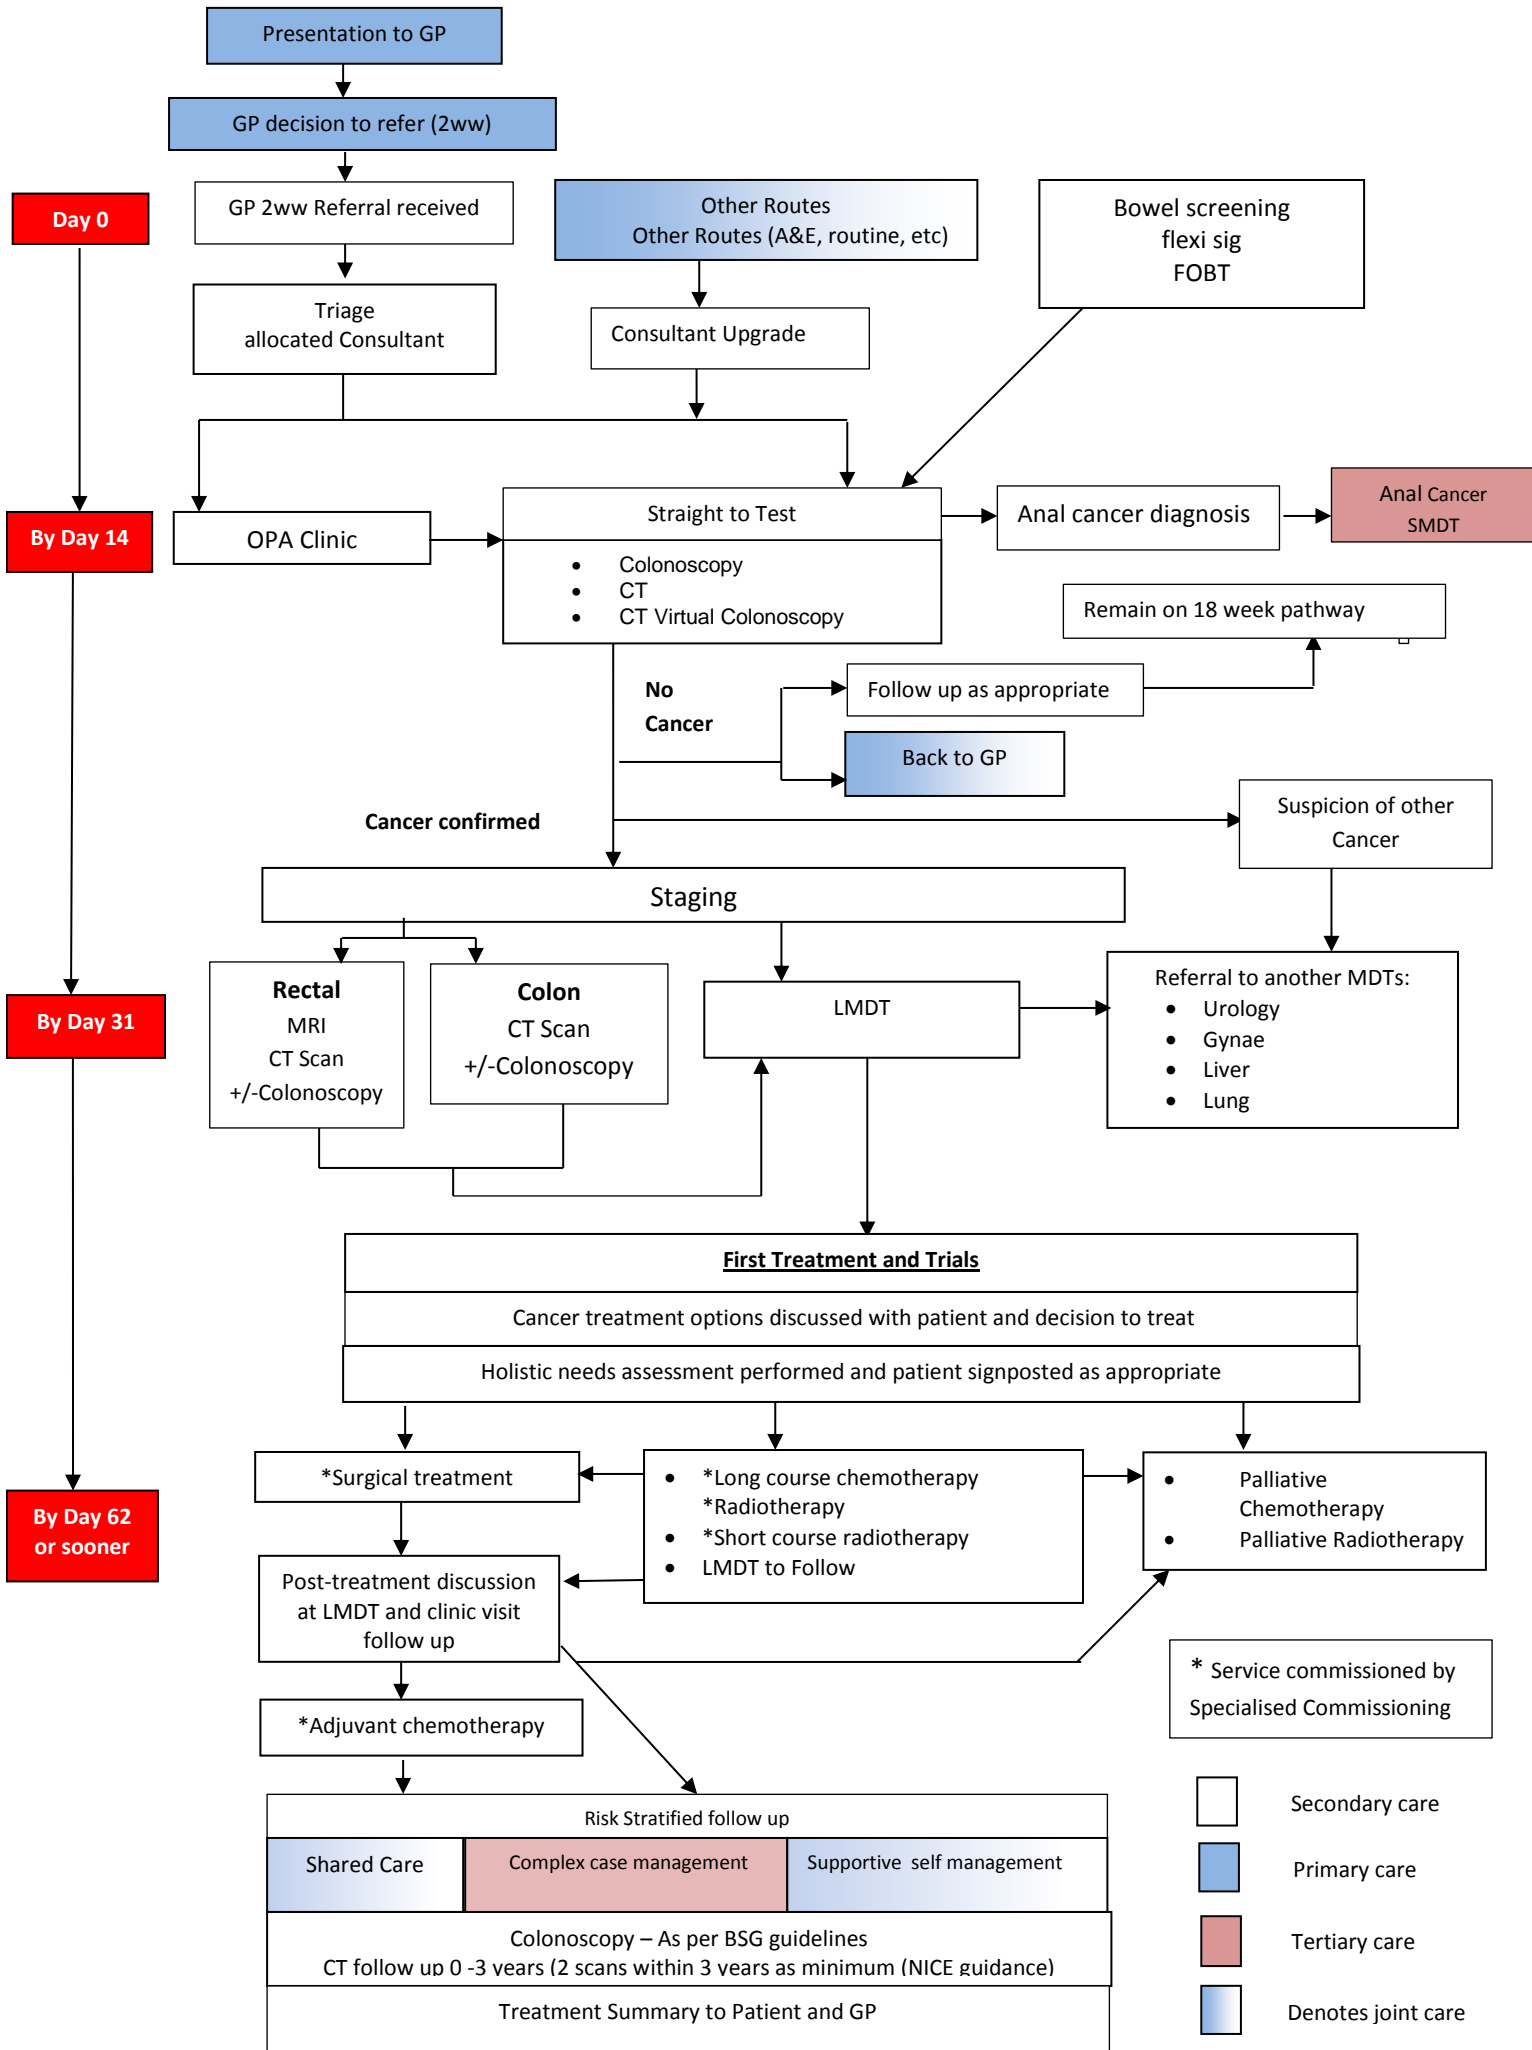 Presentation to GP
GP decision to refer (2ww)
Day 0
GP 2ww Referral received
Other Routes
Other Routes (A&E, routine, etc)
Bowel screening
flexi sig
FOBT
Triage
allocated Consultant
Consultant Upgrade
By Day 14
OPA Clinic
Straight to Test
• Colonoscopy
• CT
• CT Virtual Colonoscopy
Anal cancer diagnosis
Anal Cancer
SMDT
Remain on 18 week pathway
No
Cancer
Follow up as appropriate
Back to GP
Cancer confirmed
Suspicion of other
Cancer
Staging
By Day 31
Rectal
MRI
CT Scan
+/-Colonoscopy
Colon
CT Scan
+/-Colonoscopy
LMDT
Referral to another MDTs:
• Urology
• Gynae
• Liver
• Lung
First Treatment and Trials
Cancer treatment options discussed with patient and decision to treat
Holistic needs assessment performed and patient signposted as appropriate
By Day 62
or sooner
*Surgical treatment
• *Long course chemotherapy
*Radiotherapy
• *Short course radiotherapy
• LMDT to Follow
• Palliative
Chemotherapy
• Palliative Radiotherapy
Post-treatment discussion
at LMDT and clinic visit
follow up
* Service commissioned by
Specialised Commissioning
*Adjuvant chemotherapy
Risk Stratified follow up
Shared Care
Complex case management
Supportive self management
Colonoscopy – As per BSG guidelines
CT follow up 0 -3 years (2 scans within 3 years as minimum (NICE guidance)
Treatment Summary to Patient and GP
Secondary care
Primary care
Tertiary care
Denotes joint care